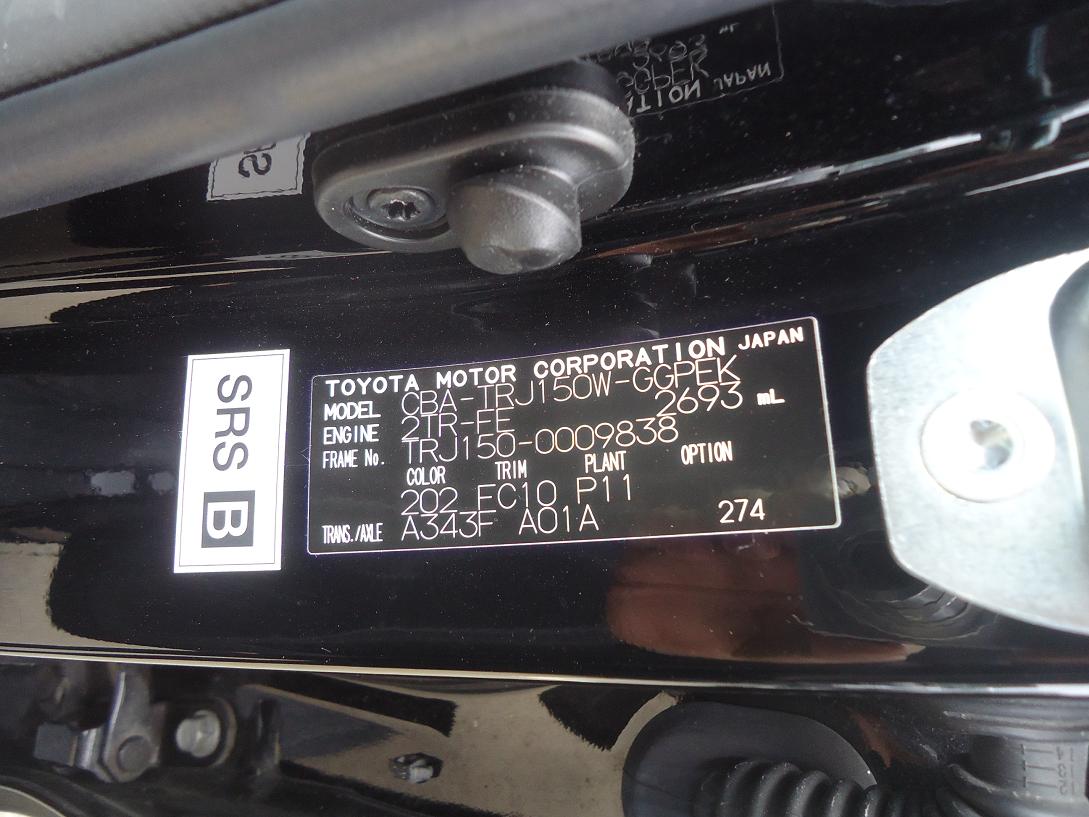 TOYOTA MOTOR CORPORATION JAPAN
MODEL CBA-TRJ150W-GGPEK
ENGINE 2TR-FE 2693 mL
FRAME No. TRJ150-0009838
COLOR TRIM PLANT OPTION
202 FC10 P11
TRANS./AXLE A343F A01A 274
SRS B